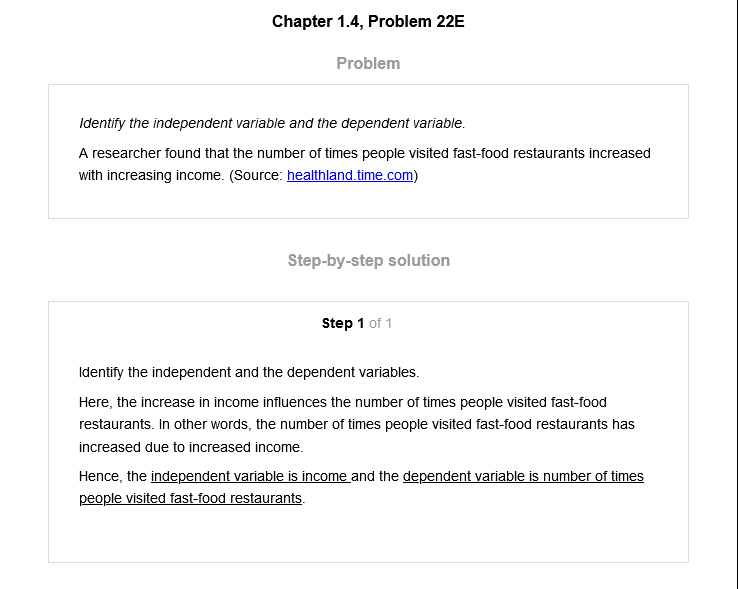 Chapter 1.4, Problem 22E
Problem
Identify the independent variable and the dependent variable.
A researcher found that the number of times people visited fast-food restaurants increased
with increasing income. (Source: healthland.time.com)
Step-by-step solution
Step 1 of 1
Identify the independent and the dependent variables.
Here, the increase in income influences the number of times people visited fast-food
restaurants. In other words, the number of times people visited fast-food restaurants has
increased due to increased income.
Hence, the independent variable is income and the dependent variable is number of times
people visited fast-food restaurants.